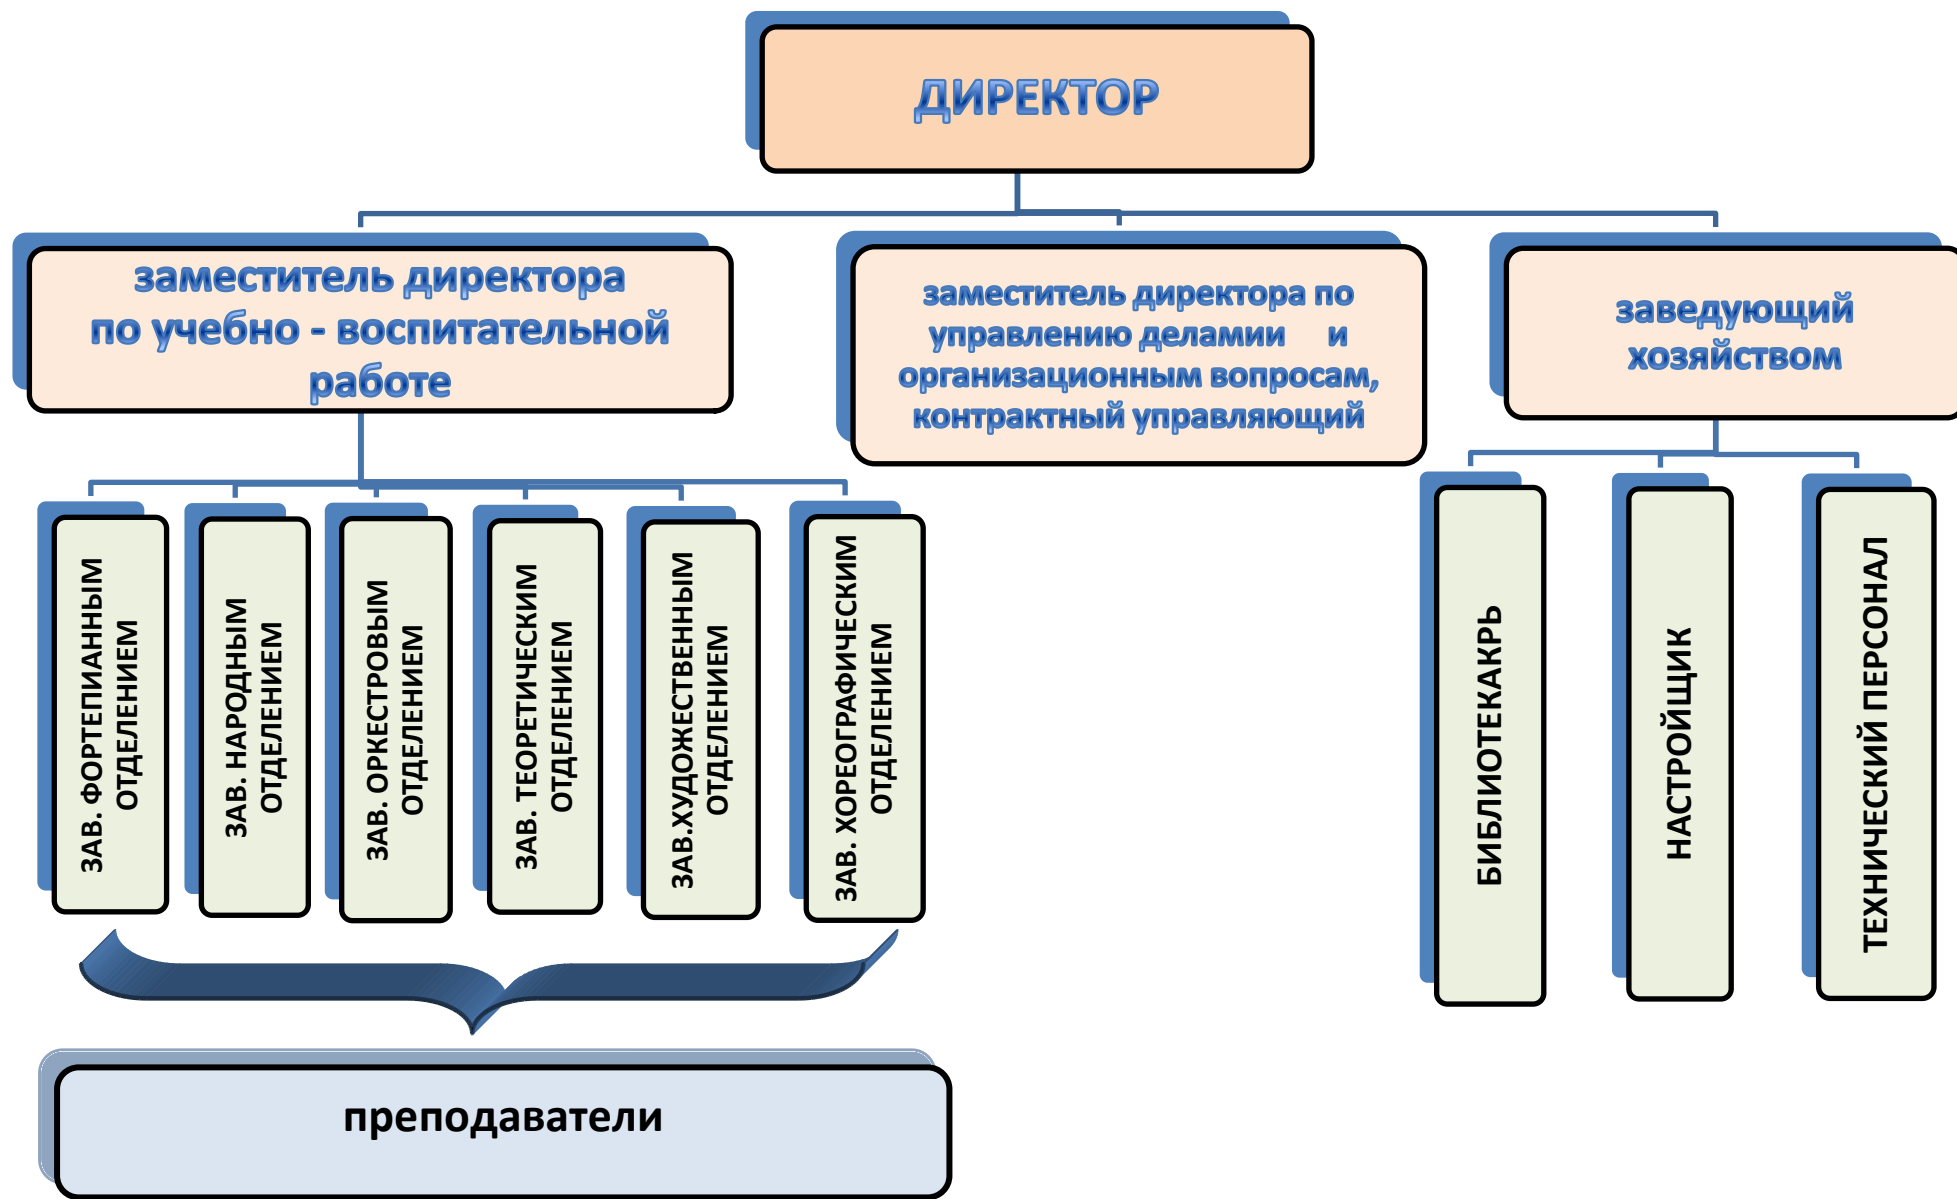 ДИРЕКТОР
заместитель директора
по учебно - воспитательной
работе
заместитель директора по
управлению деламии и
организационным вопросам,
контрактный управляющий
заведующий
хозяйством
ЗАВ. ФОРТЕПИАННЫМ
ОТДЕЛЕНИЕМ
ЗАВ. НАРОДНЫМ
ОТДЕЛЕНИЕМ
ЗАВ. ОРКЕСТРОВЫМ
ОТДЕЛЕНИЕМ
ЗАВ. ТЕОРЕТИЧЕСКИМ
ОТДЕЛЕНИЕМ
ЗАВ.ХУДОЖЕСТВЕННЫМ
ОТДЕЛЕНИЕМ
ЗАВ. ХОРЕОГРАФИЧЕСКИМ
ОТДЕЛЕНИЕМ
БИБЛИОТЕКАКРЬ
НАСТРОЙЩИК
ТЕХНИЧЕСКИЙ ПЕРСОНАЛ
преподаватели